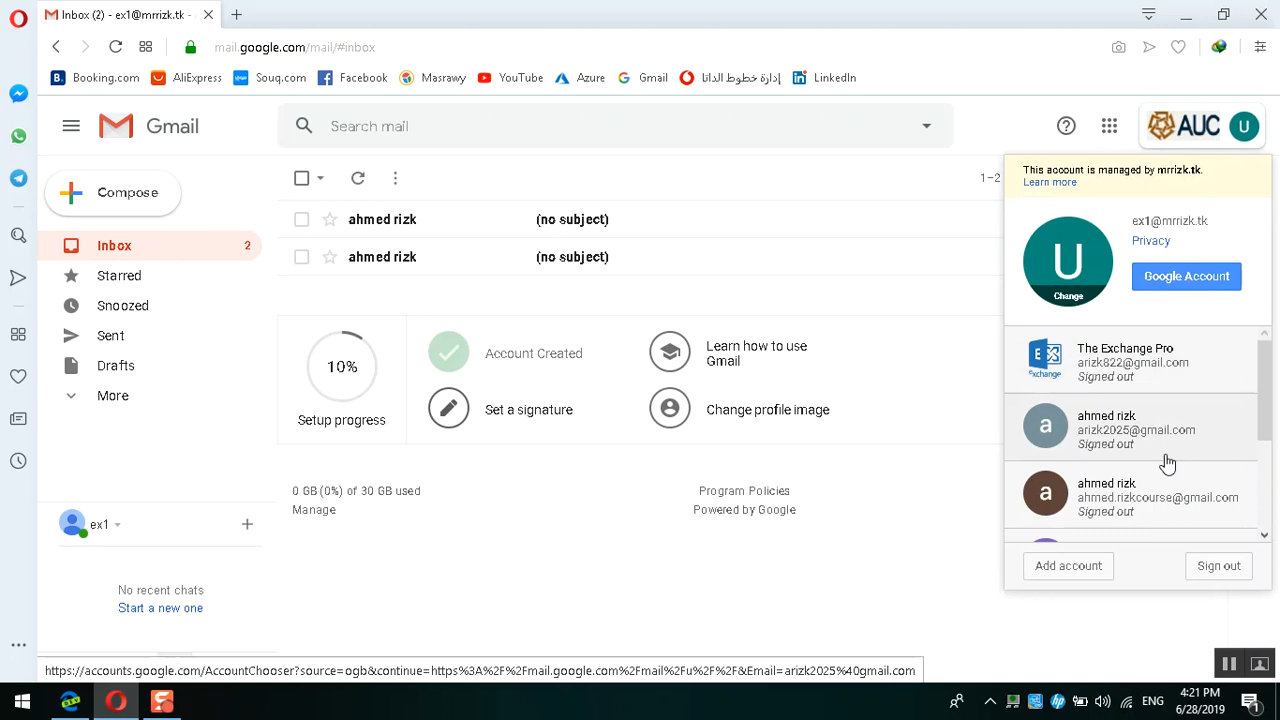 Inbox (2) - ex1@mrrizk.tk -
mail.google.com/mail/#inbox
B. Booking.com
AliExpress
Souq.com
Facebook
Masrawy
YouTube
Azure
Gmail
إدارة خطوط الداتا
LinkedIn
Gmail
Search mail
AUC
U
Compose
1–2
This account is managed by mrrizk.tk.
Learn more
ahmed rizk (no subject)
ahmed rizk (no subject)
Inbox 2
Starred
Snoozed
Sent
Drafts
More
U
Change
ex1@mrrizk.tk
Privacy
Google Account
10%
Setup progress
Account Created
Learn how to use
Gmail
Set a signature
Change profile image
Exchange
The Exchange Pro
arizk822@gmail.com
Signed out
a
ahmed rizk
arizk2025@gmail.com
Signed out
a
ahmed rizk
ahmed.rizkcourse@gmail.com
Signed out
Add account
Sign out
0 GB (0%) of 30 GB used
Manage
Program Policies
Powered by Google
ex1
No recent chats
Start a new one
https://accounts.google.com/AccountChooser?source=ogb&continue=https%3A%2F%2Fmail.google.com%2Fmail%2Fu%2F%2F&Email=arizk2025%40gmail.com
ENG
4:21 PM
6/28/2019
1